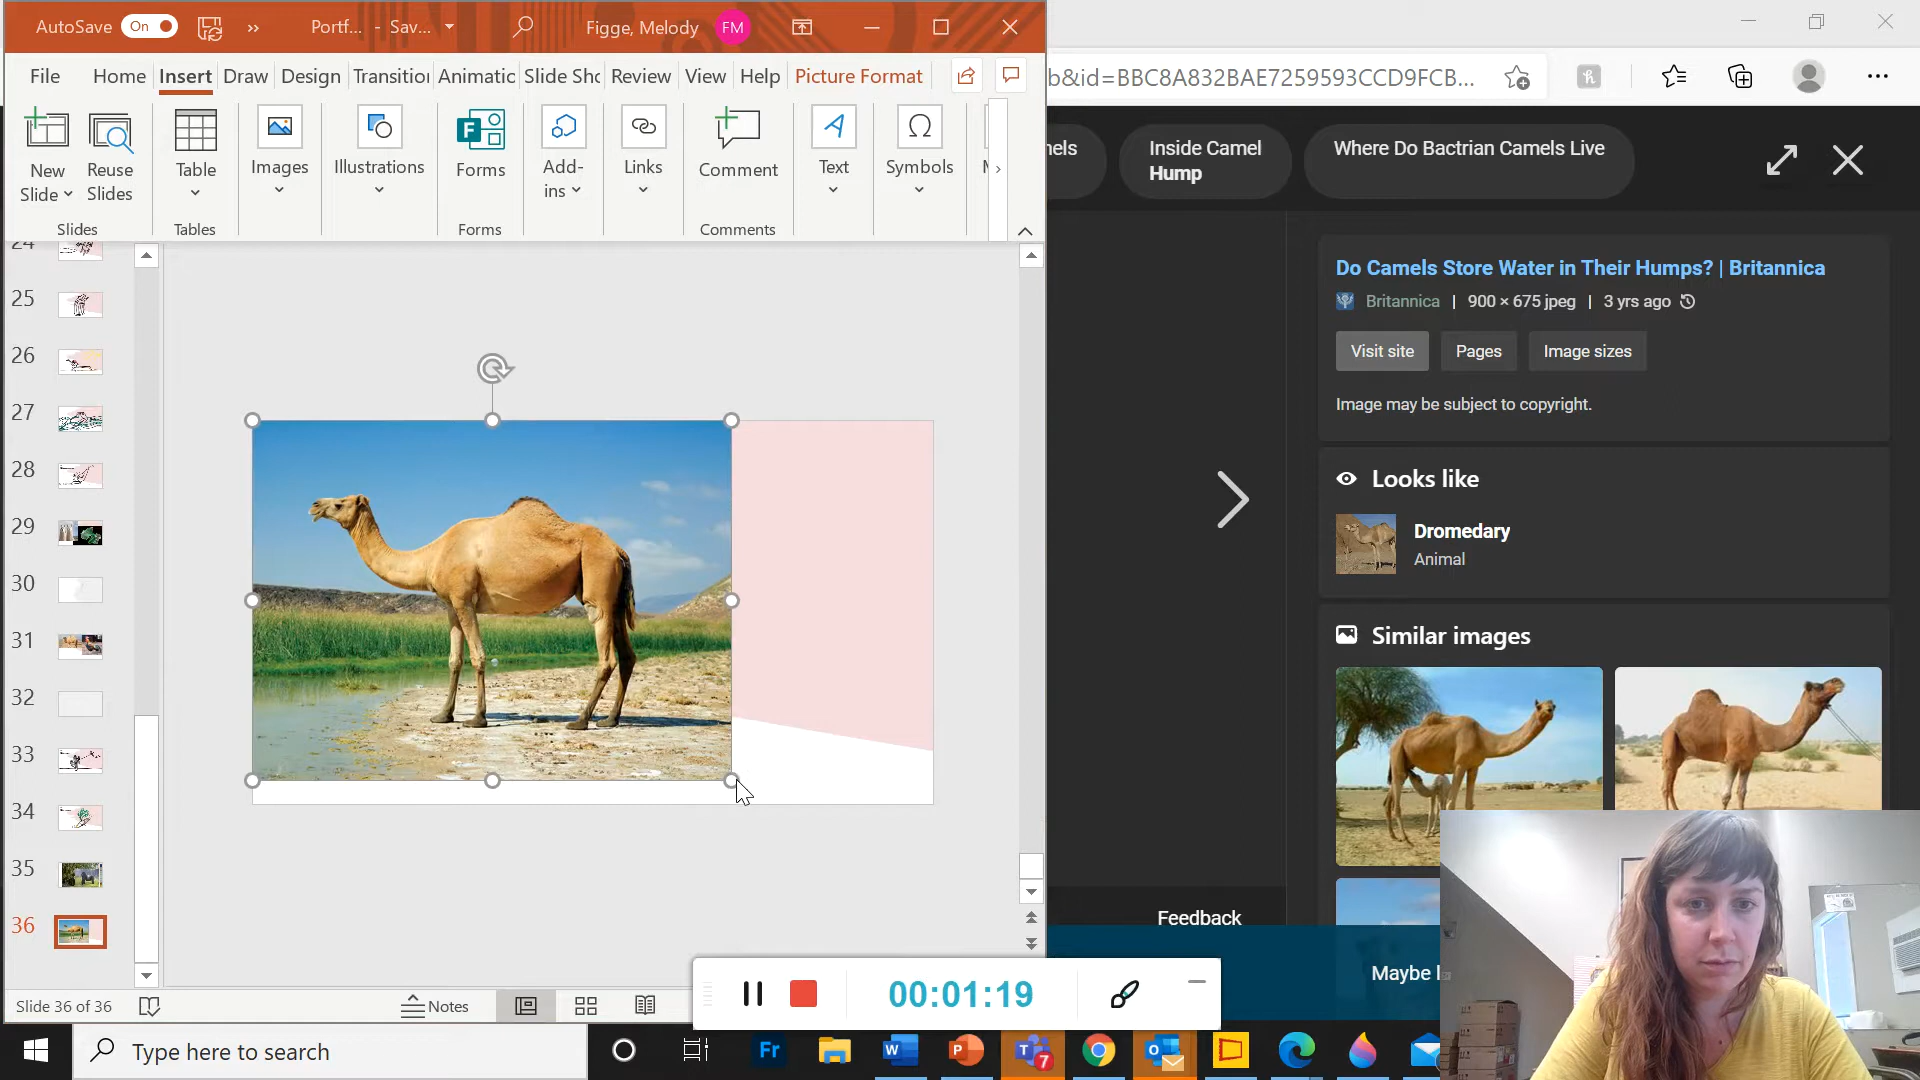 AutoSave On » Portf... - Sav... Figge, Melody FM
File Home Insert Draw Design Animatic Review View Help Picture Format
New Slide Reuse Slides Table Images Illustrations Forms Add-ins Links Comment Text Symbols
Slides Tables Forms Comments
24
25
26
27
28
29
30
31
32
33
34
35
36
Slide 36 of 36 Notes
b&id=BBC8A832BAE7259593CCD9FCB...
Inside Camel
Hump
Where Do Bactrian Camels Live
Do Camels Store Water in Their Humps? | Britannica
Britannica | 900 × 675 jpeg | 3 yrs ago
Visit site Pages Image sizes
Image may be subject to copyright.
Looks like
Dromedary
Animal
Similar images
Feedback
Maybe
00:01:19
Type here to search
Fr
7